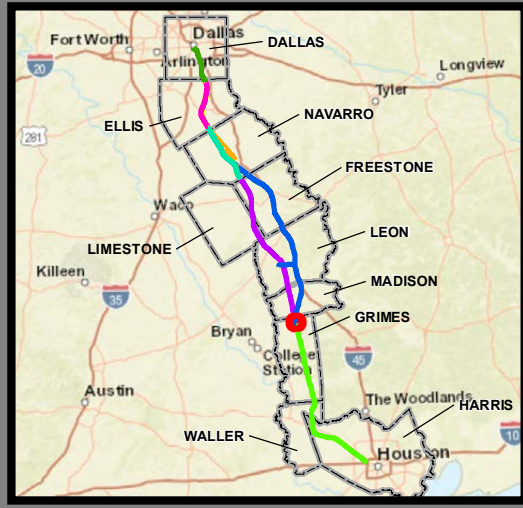 Dallas
Fort Worth
DALLAS
Arlington
20
Longview
Tyler
ELLIS
NAVARRO
281
FREESTONE
Waco
LEON
LIMESTONE
Killeen
MADISON
35
GRIMES
Bryan
College
Station
45
Austin
The Woodlands
HARRIS
WALLER
10
Houston